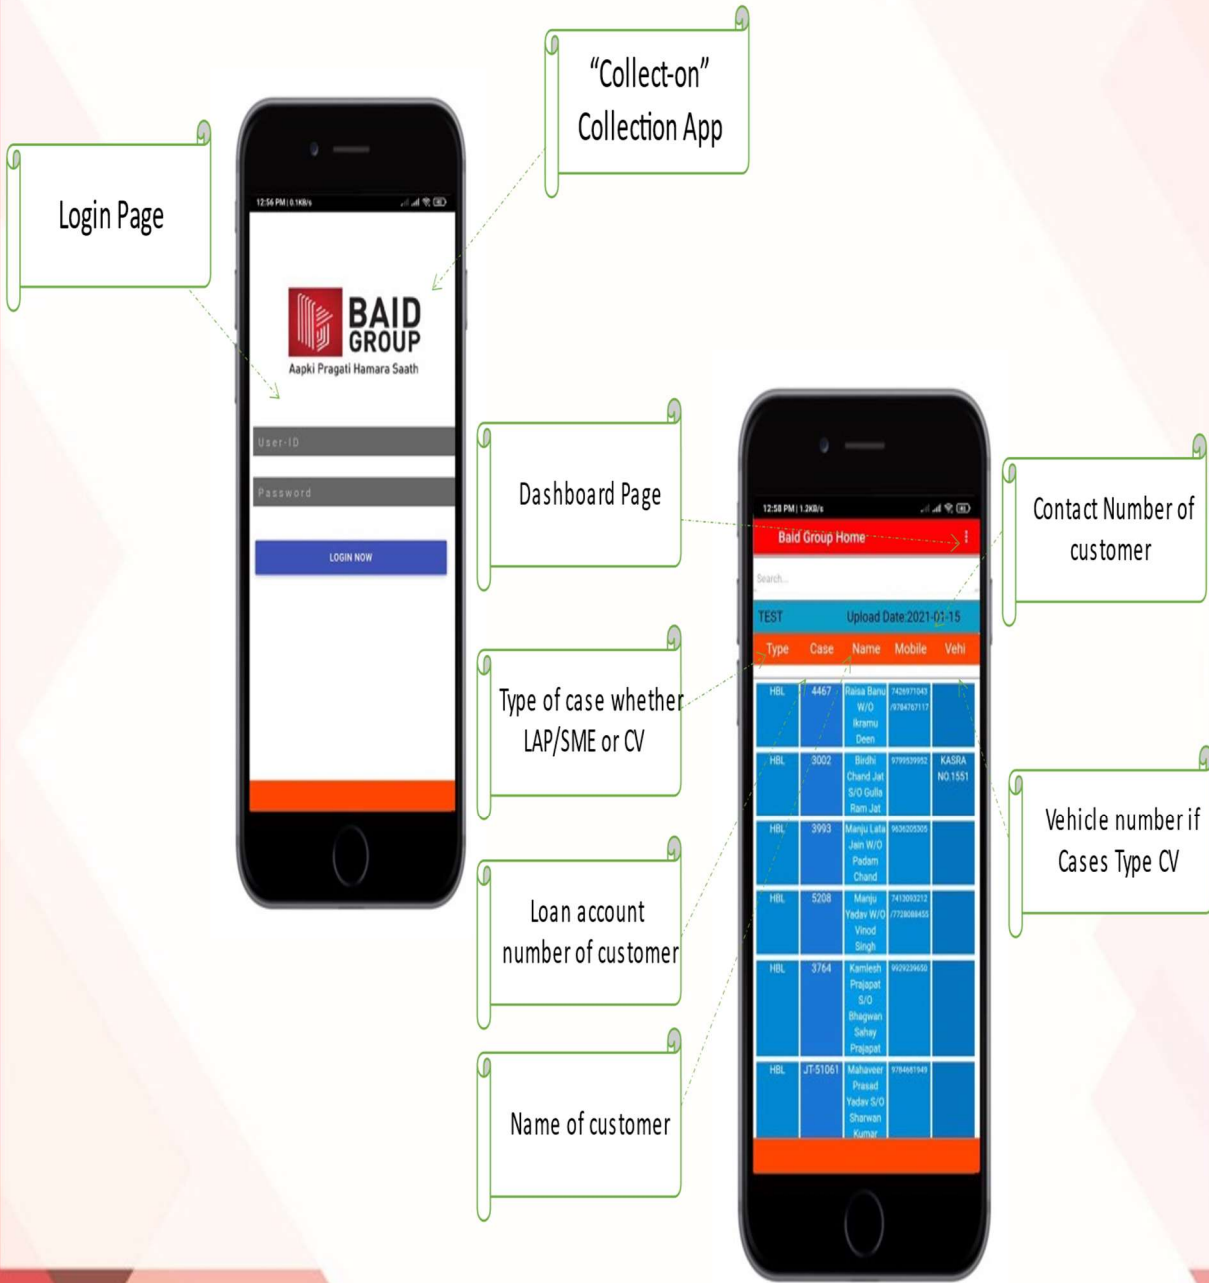 "Collect-on"
Collection App
Login Page
12:56 PM | 0.1KB/s
BAID
GROUP
Aapki Pragati Hamara Saath
User-ID
Password
LOGIN NOW
Dashboard Page
Type of case whether
LAP/SME or CV
Loan account
number of customer
Name of customer
Contact Number of
customer
Vehicle number if
Cases Type CV
12:58 PM | 1.2KB/s
Baid Group Home
Search...
TEST Upload Date:2021-01-15
Type Case Name Mobile Vehi
HBL 4467 Raisa Banu 7426971043
W/O /9784767117
Ikramu
Deen
HBL 3002 Birdhi 9799539952 KASRA
Chand Jat NO.1551
S/O Gulla
Ram Jat
HBL 3993 Manju Lata 9636205305
Jain W/O
Padam
Chand
HBL 5208 Manju 7413093212
Yadav W/O /7728088455
Vinod
Singh
HBL 3764 Kamlesh 9929239650
Prajapat
S/O
Bhagwan
Sahay
Prajapat
HBL JT-51061 Mahaveer 9784681949
Prasad
Yadav S/O
Sharwan
Kumar